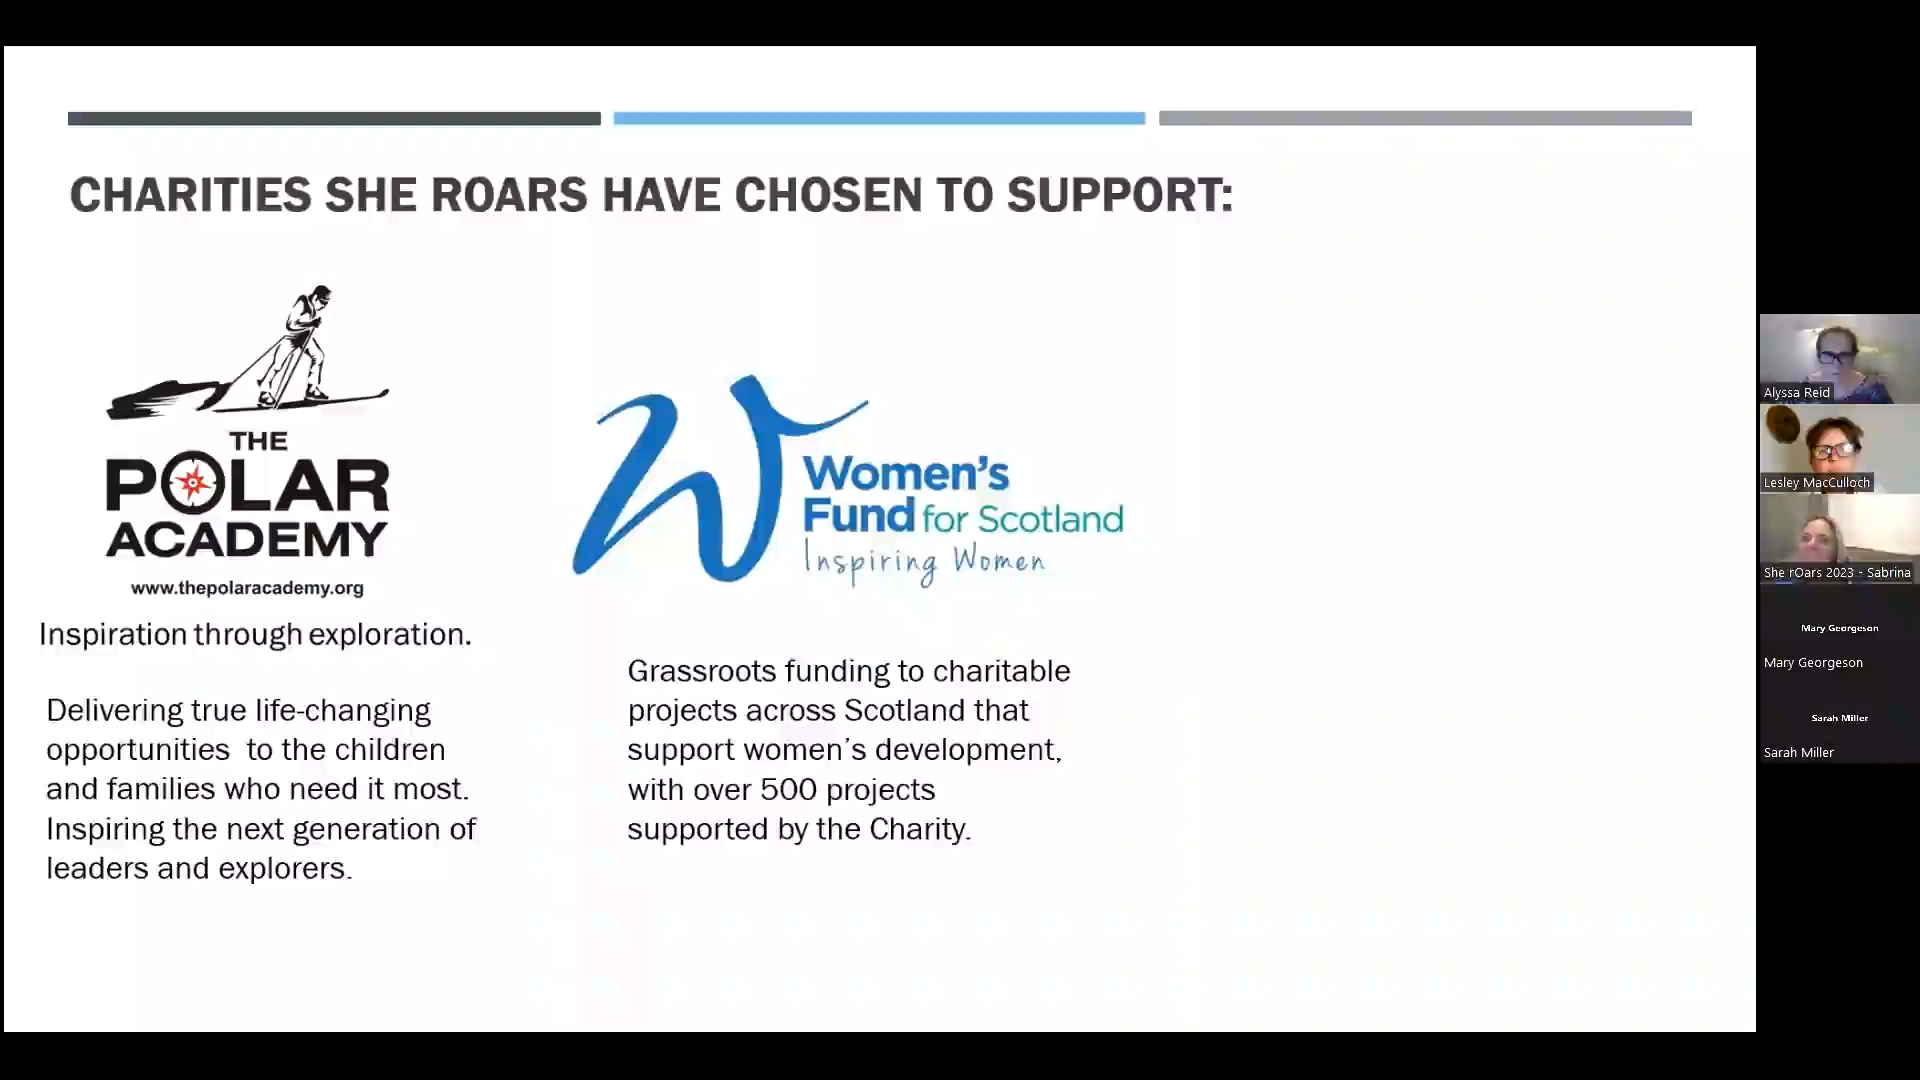 CHARITIES SHE ROARS HAVE CHOSEN TO SUPPORT:
THE
POLAR
ACADEMY
www.thepolaracademy.org
Inspiration through exploration.
Delivering true life-changing
opportunities  to the children
and families who need it most.
Inspiring the next generation of
leaders and explorers.
Women's
Fund for Scotland
Inspiring Women
Grassroots funding to charitable
projects across Scotland that
support women's development,
with over 500 projects
supported by the Charity.
Alyssa Reid
Lesley MacCulloch
She rOars 2023 - Sabrina
Mary Georgeson
Mary Georgeson
Sarah Miller
Sarah Miller